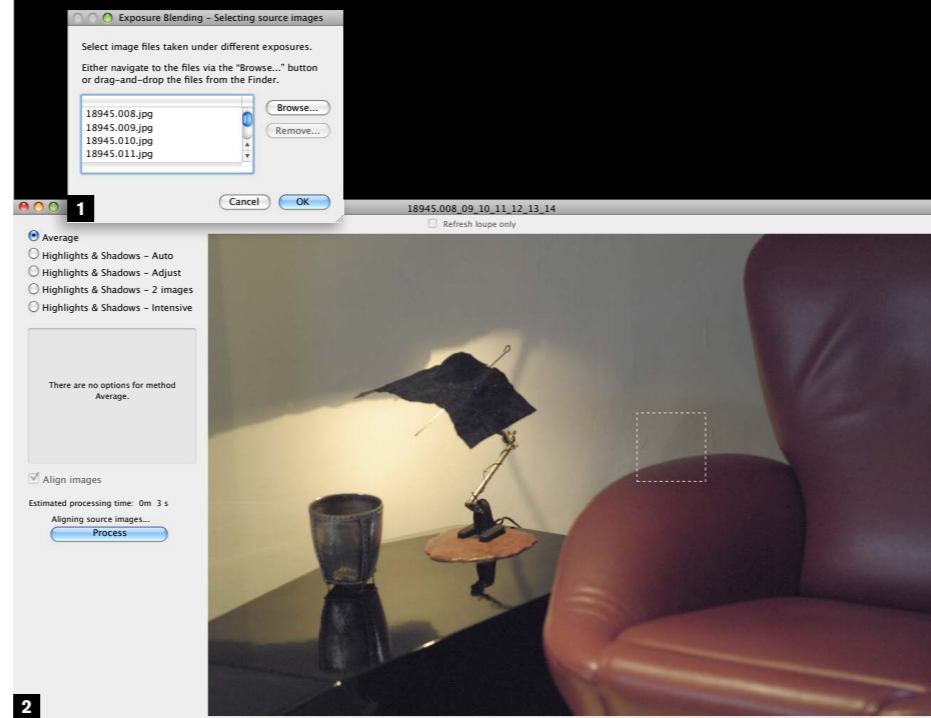 Exposure Blending – Selecting source images
Select image files taken under different exposures.
Either navigate to the files via the “Browse...” button
or drag-and-drop the files from the Finder.
18945.008.jpg
18945.009.jpg
18945.010.jpg
18945.011.jpg
Browse...
Remove...
Cancel
OK
1
18945.008_09_10_11_12_13_14
Refresh loupe only
Average
Highlights & Shadows – Auto
Highlights & Shadows – Adjust
Highlights & Shadows – 2 images
Highlights & Shadows – Intensive
There are no options for method
Average.
Align images
Estimated processing time: 0m 3 s
Aligning source images...
Process
2